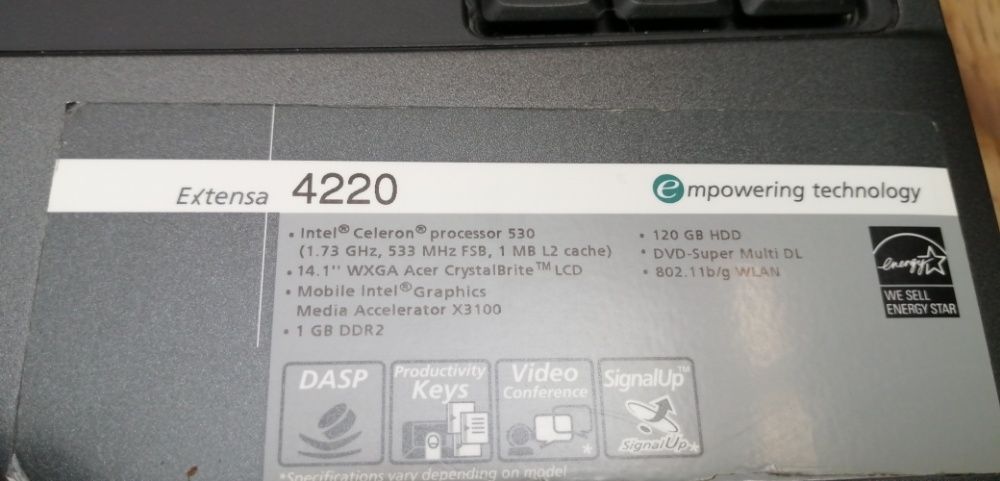 Extensa 4220
empowering technology
• Intel® Celeron® processor 530
(1.73 GHz, 533 MHz FSB, 1 MB L2 cache)
• 14.1'' WXGA Acer CrystalBrite™ LCD
• Mobile Intel® Graphics
Media Accelerator X3100
• 1 GB DDR2
• 120 GB HDD
• DVD-Super Multi DL
• 802.11b/g WLAN
energy
WE SELL
ENERGY STAR
DASP
Productivity
Keys
Video
Conference
*
SignalUp™
SignalUp*
*Specifications vary depending on model